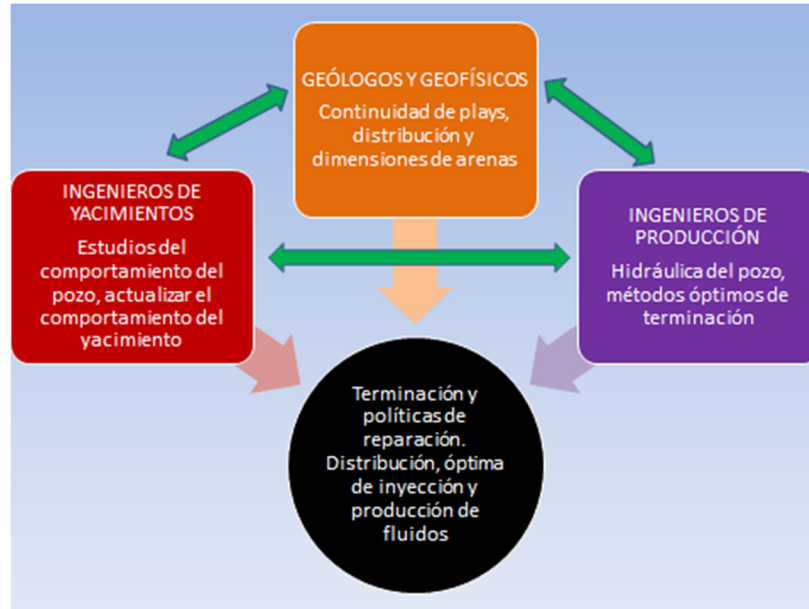 GEÓLOGOS Y GEOFÍSICOS
Continuidad de plays,
distribución y
dimensiones de arenas
INGENIEROS DE
YACIMIENTOS
Estudios del
comportamiento del
pozo, actualizar el
comportamiento del
yacimiento
INGENIEROS DE
PRODUCCIÓN
Hidráulica del pozo,
métodos óptimos de
terminación
Terminación y
políticas de
reparación.
Distribución, óptima
de inyección y
producción de
fluidos